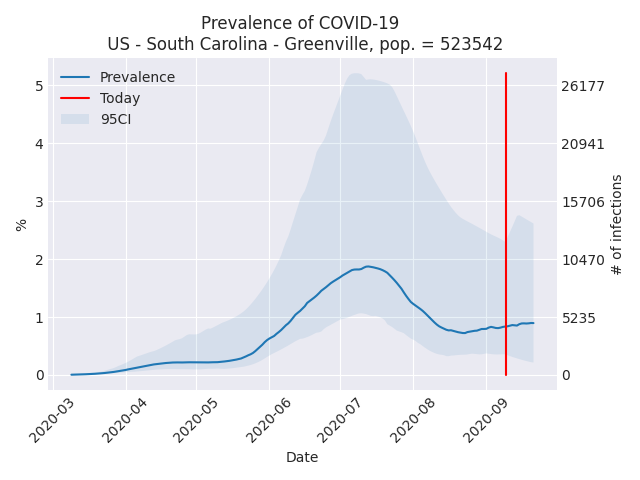 Prevalence of COVID-19
US - South Carolina - Greenville, pop. = 523542
Prevalence
Today
95CI
5
4
3
2
1
0
%
26177
20941
15706
10470
5235
0
# of infections
2020-03
2020-04
2020-05
2020-06
2020-07
2020-08
2020-09
Date